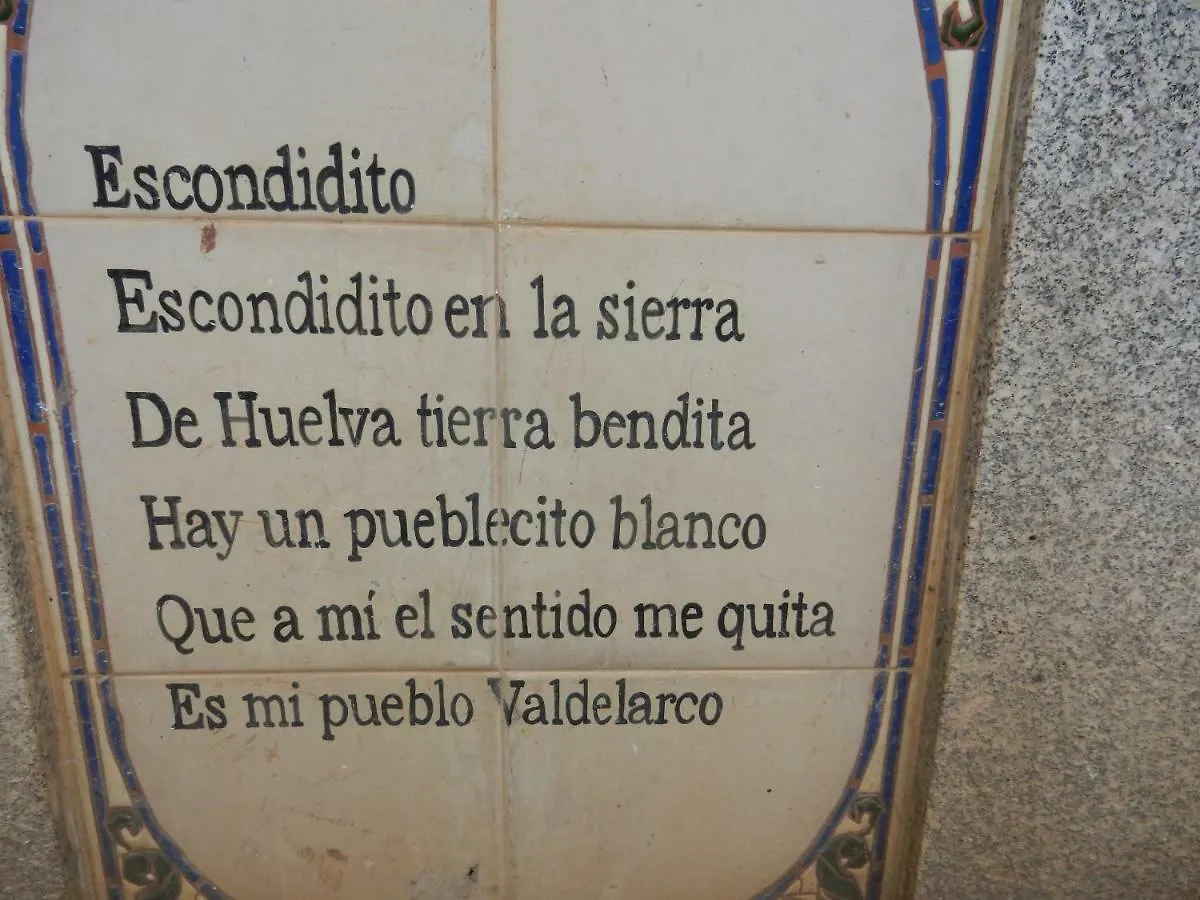 Escondidito
Escondidito en la sierra
De Huelva tierra bendita
Hay un pueblecito blanco
Que a mí el sentido me quita
Es mi pueblo Valdelarco